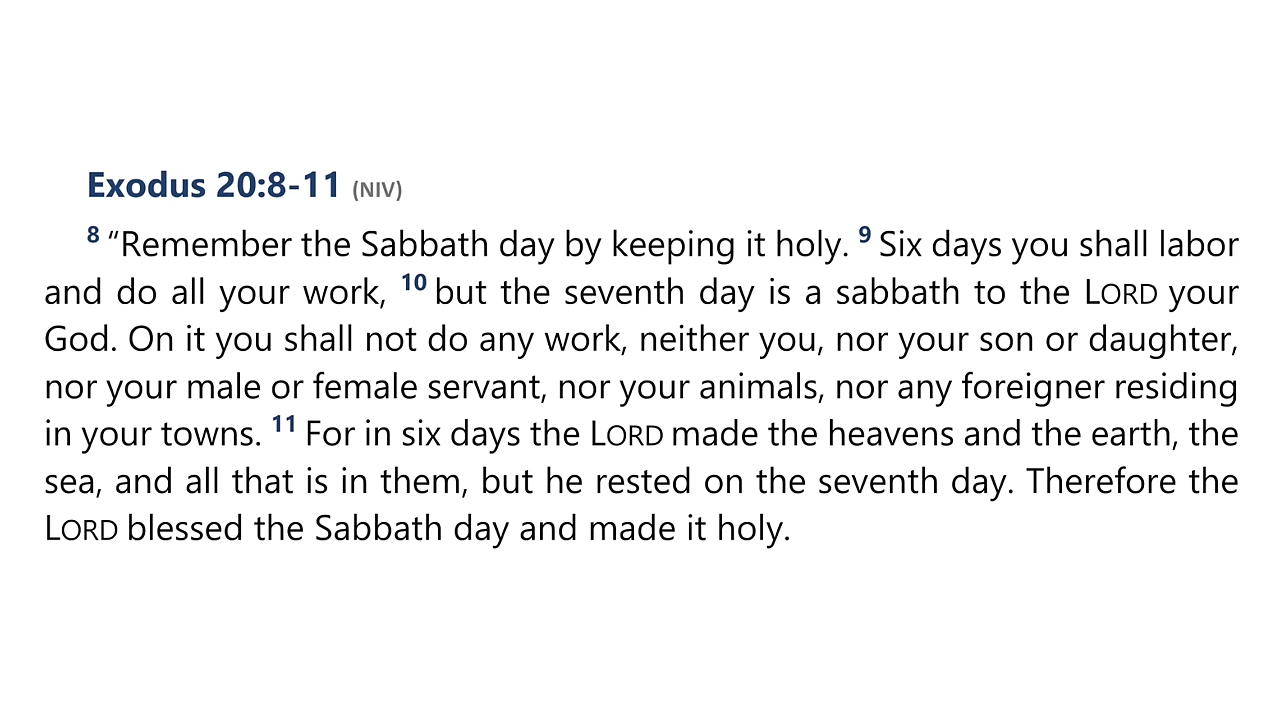 Exodus 20:8-11 (NIV)
8 “Remember the Sabbath day by keeping it holy. 9 Six days you shall labor
and do all your work, 10 but the seventh day is a sabbath to the LORD your
God. On it you shall not do any work, neither you, nor your son or daughter,
nor your male or female servant, nor your animals, nor any foreigner residing
in your towns. 11 For in six days the LORD made the heavens and the earth, the
sea, and all that is in them, but he rested on the seventh day. Therefore the
LORD blessed the Sabbath day and made it holy.